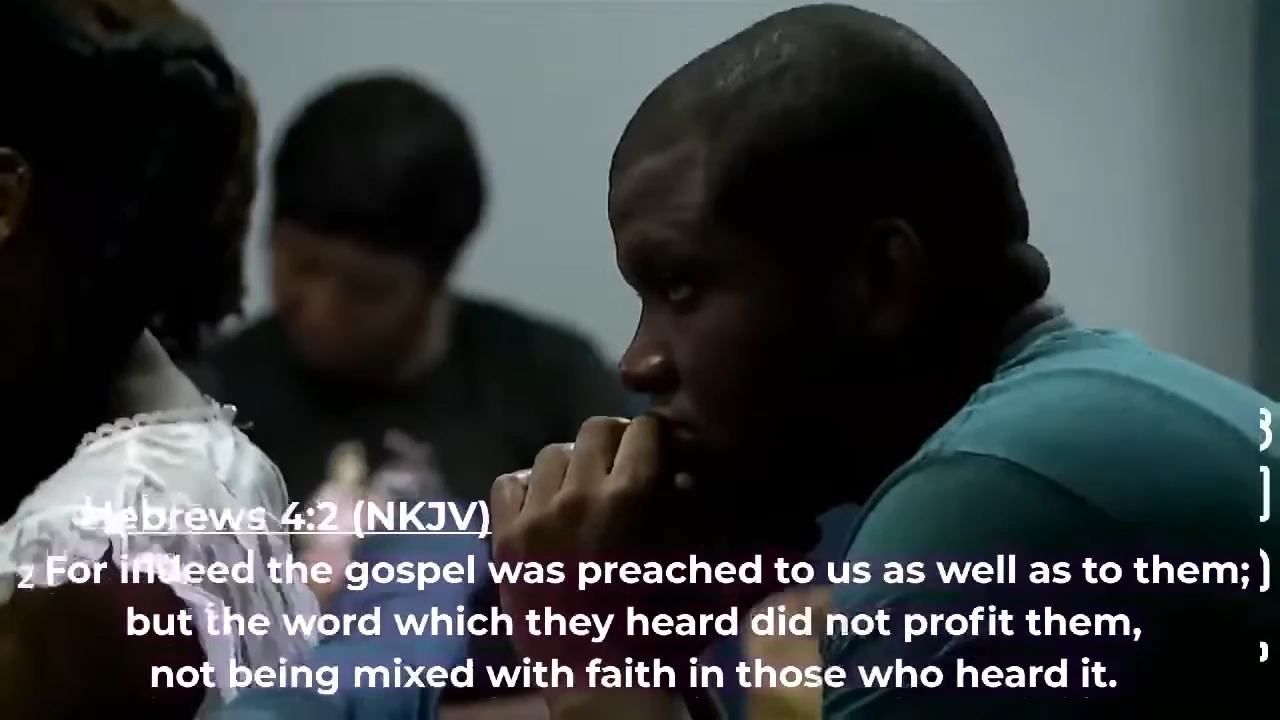 Hebrews 4:2 (NKJV)
2 For indeed the gospel was preached to us as well as to them;
but the word which they heard did not profit them,
not being mixed with faith in those who heard it.